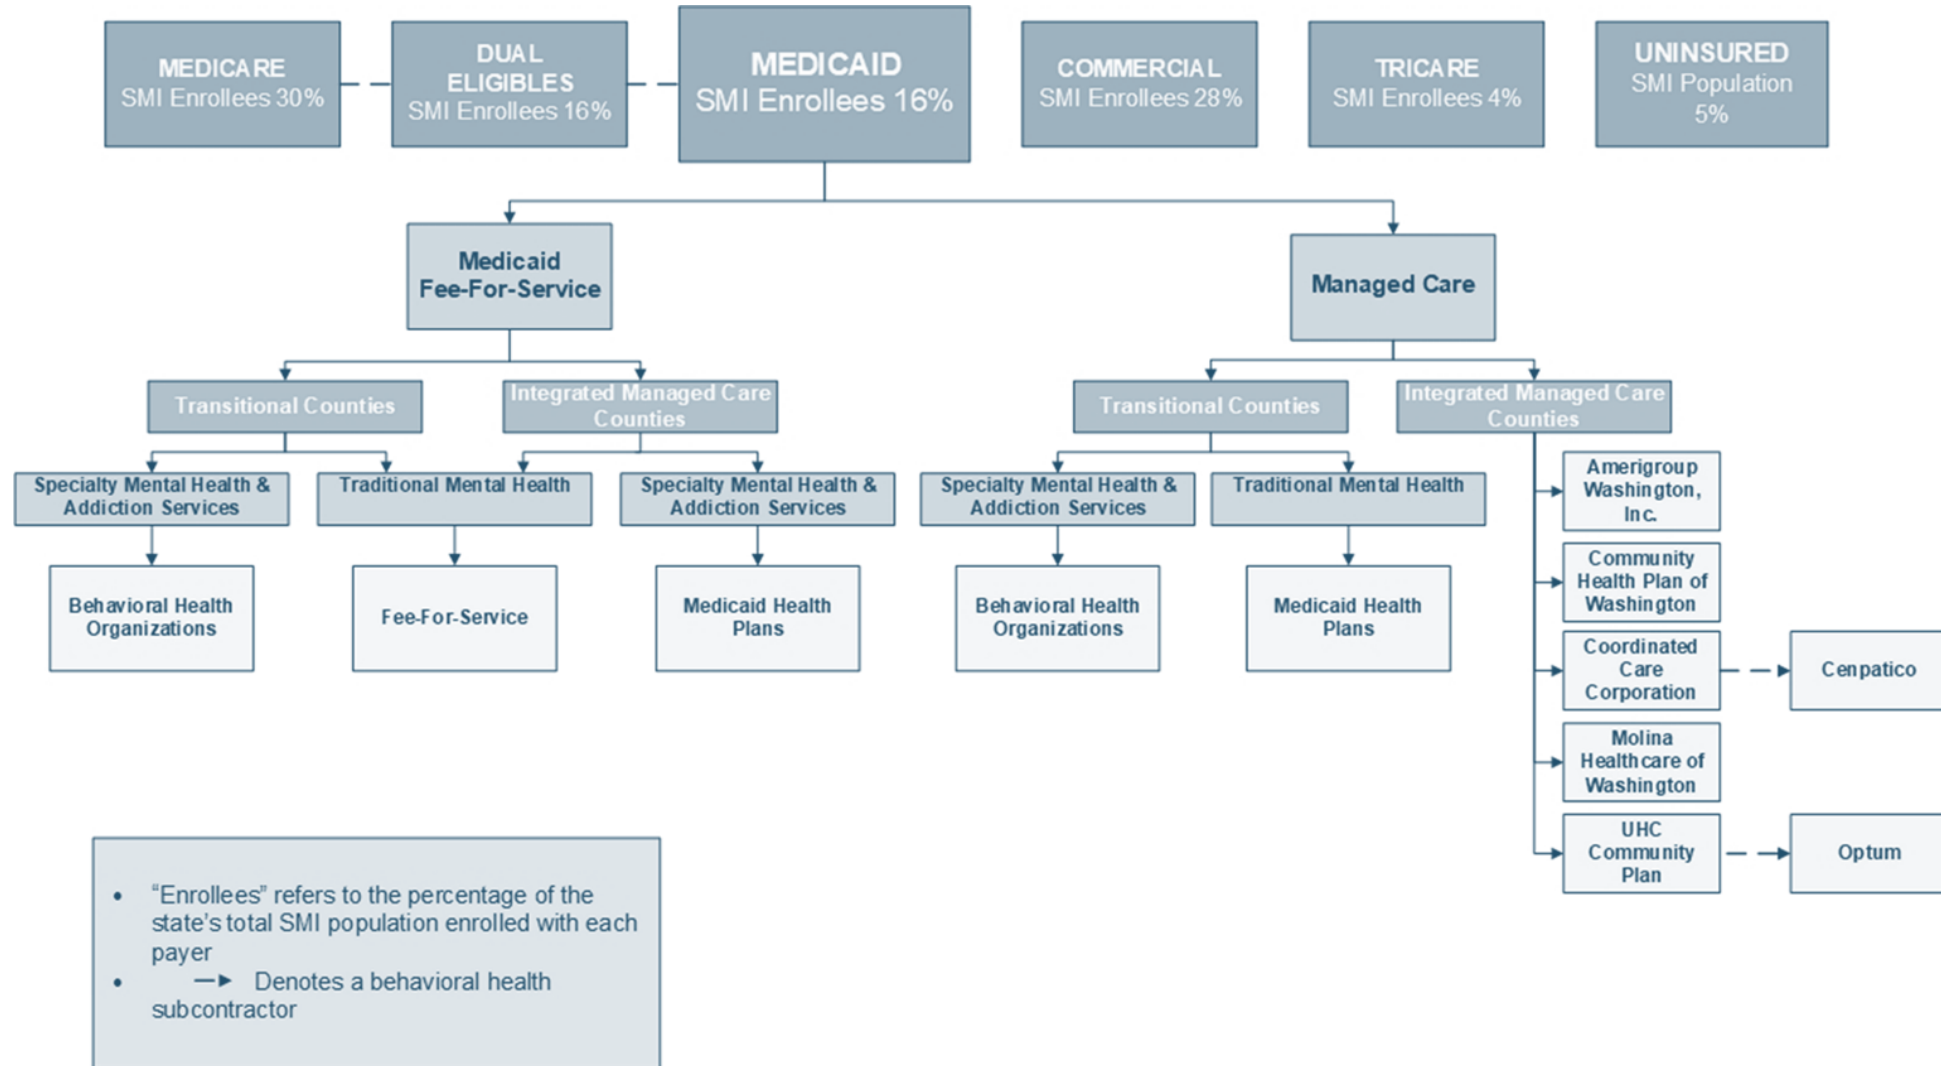 MEDICARE
SMI Enrollees 30%
DUAL
ELIGIBLES
SMI Enrollees 16%
MEDICAID
SMI Enrollees 16%
COMMERCIAL
SMI Enrollees 28%
TRICARE
SMI Enrollees 4%
UNINSURED
SMI Population
5%
Medicaid
Fee-For-Service
Managed Care
Transitional Counties
Integrated Managed Care
Counties
Transitional Counties
Integrated Managed Care
Counties
Specialty Mental Health &
Addiction Services
Traditional Mental Health
Specialty Mental Health &
Addiction Services
Specialty Mental Health &
Addiction Services
Traditional Mental Health
Behavioral Health
Organizations
Fee-For-Service
Medicaid Health
Plans
Behavioral Health
Organizations
Medicaid Health
Plans
Amerigroup
Washington,
Inc.
Community
Health Plan of
Washington
Coordinated
Care
Corporation
Cenpatico
Molina
Healthcare of
Washington
UHC
Community
Plan
Optum
• “Enrollees” refers to the percentage of the
state’s total SMI population enrolled with each
payer
• Denotes a behavioral health
subcontractor